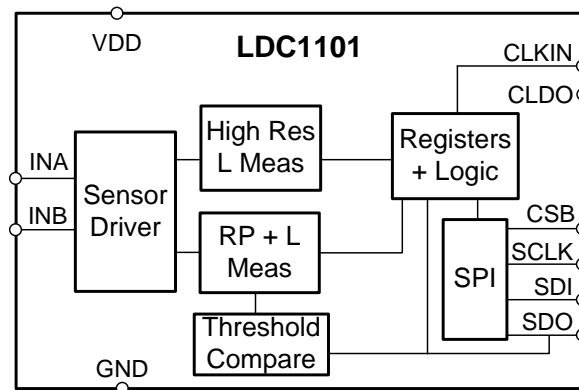 VDD
LDC1101
CLKIN
CLDO
High Res
L Meas
Registers
+ Logic
INA
INB
Sensor
Driver
RP + L
Meas
CSB
SCLK
SPI
SDI
SDO
Threshold
Compare
GND